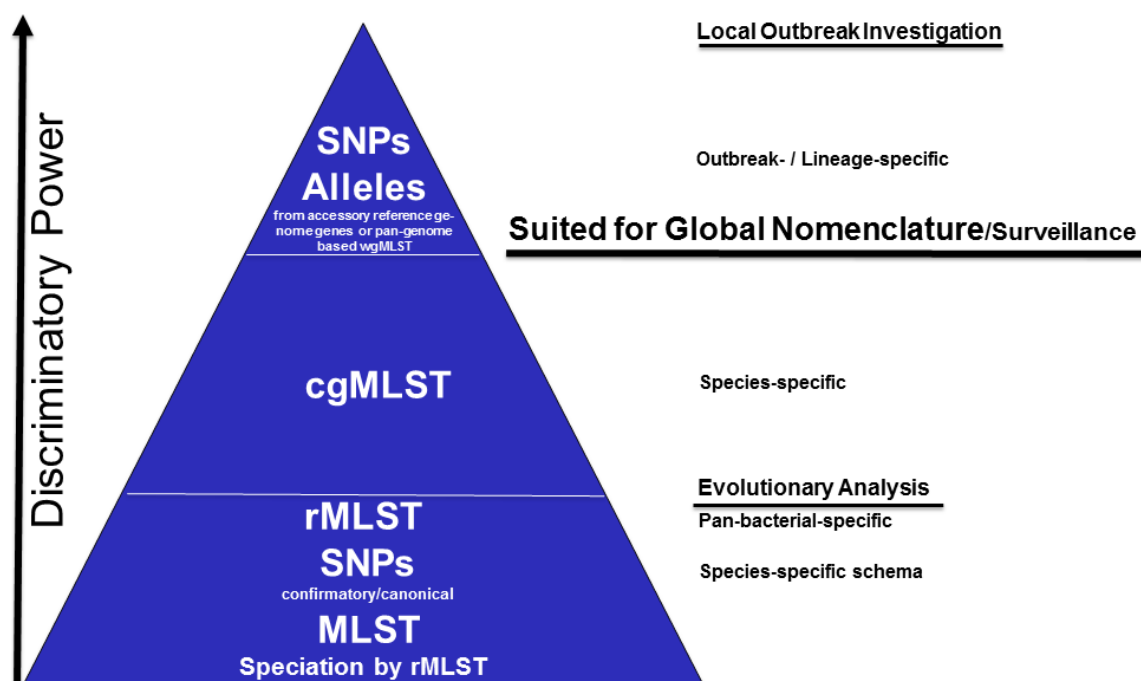 Discriminatory Power
Local Outbreak Investigation
SNPs
Alleles
from accessory reference ge-
nome genes or pan-genome
based wgMLST
Outbreak- / Lineage-specific
Suited for Global Nomenclature/Surveillance
cgMLST
Species-specific
Evolutionary Analysis
rMLST
Pan-bacterial-specific
SNPs
confirmatory/canonical
Species-specific schema
MLST
Speciation by rMLST